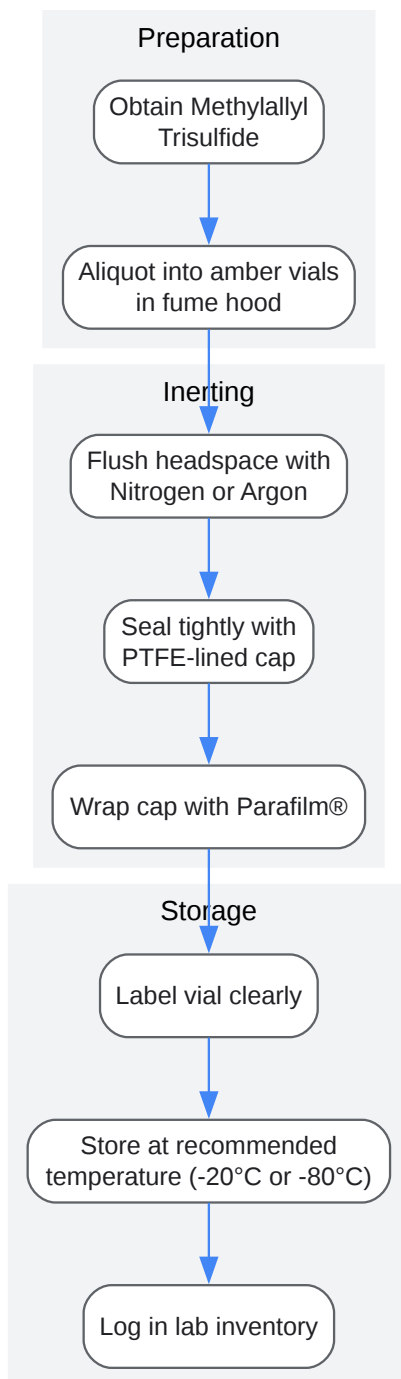 Preparation
Obtain Methylallyl
Trisulfide
Aliquot into amber vials
in fume hood
Inerting
Flush headspace with
Nitrogen or Argon
Seal tightly with
PTFE-lined cap
Wrap cap with Parafilm®
Storage
Label vial clearly
Store at recommended
temperature (-20°C or -80°C)
Log in lab inventory